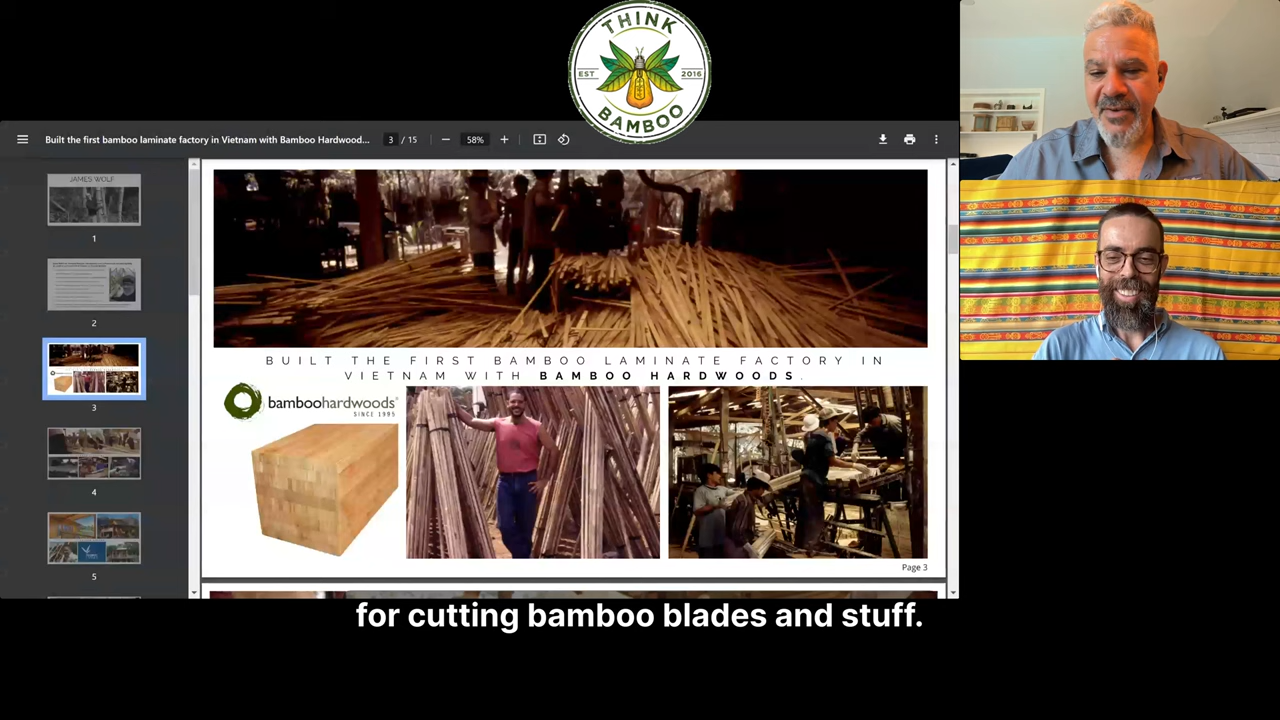 THINK
EST
2016
BAMBOO
Built the first bamboo laminate factory in Vietnam with Bamboo Hardwood...
3 / 15
58%
JAMES WOLF
1
2
3
4
5
BUILT THE FIRST BAMBOO LAMINATE FACTORY IN
VIETNAM WITH BAMBOO HARDWOODS.
bamboohardwoods
SINCE 1995
Page 3
for cutting bamboo blades and stuff.